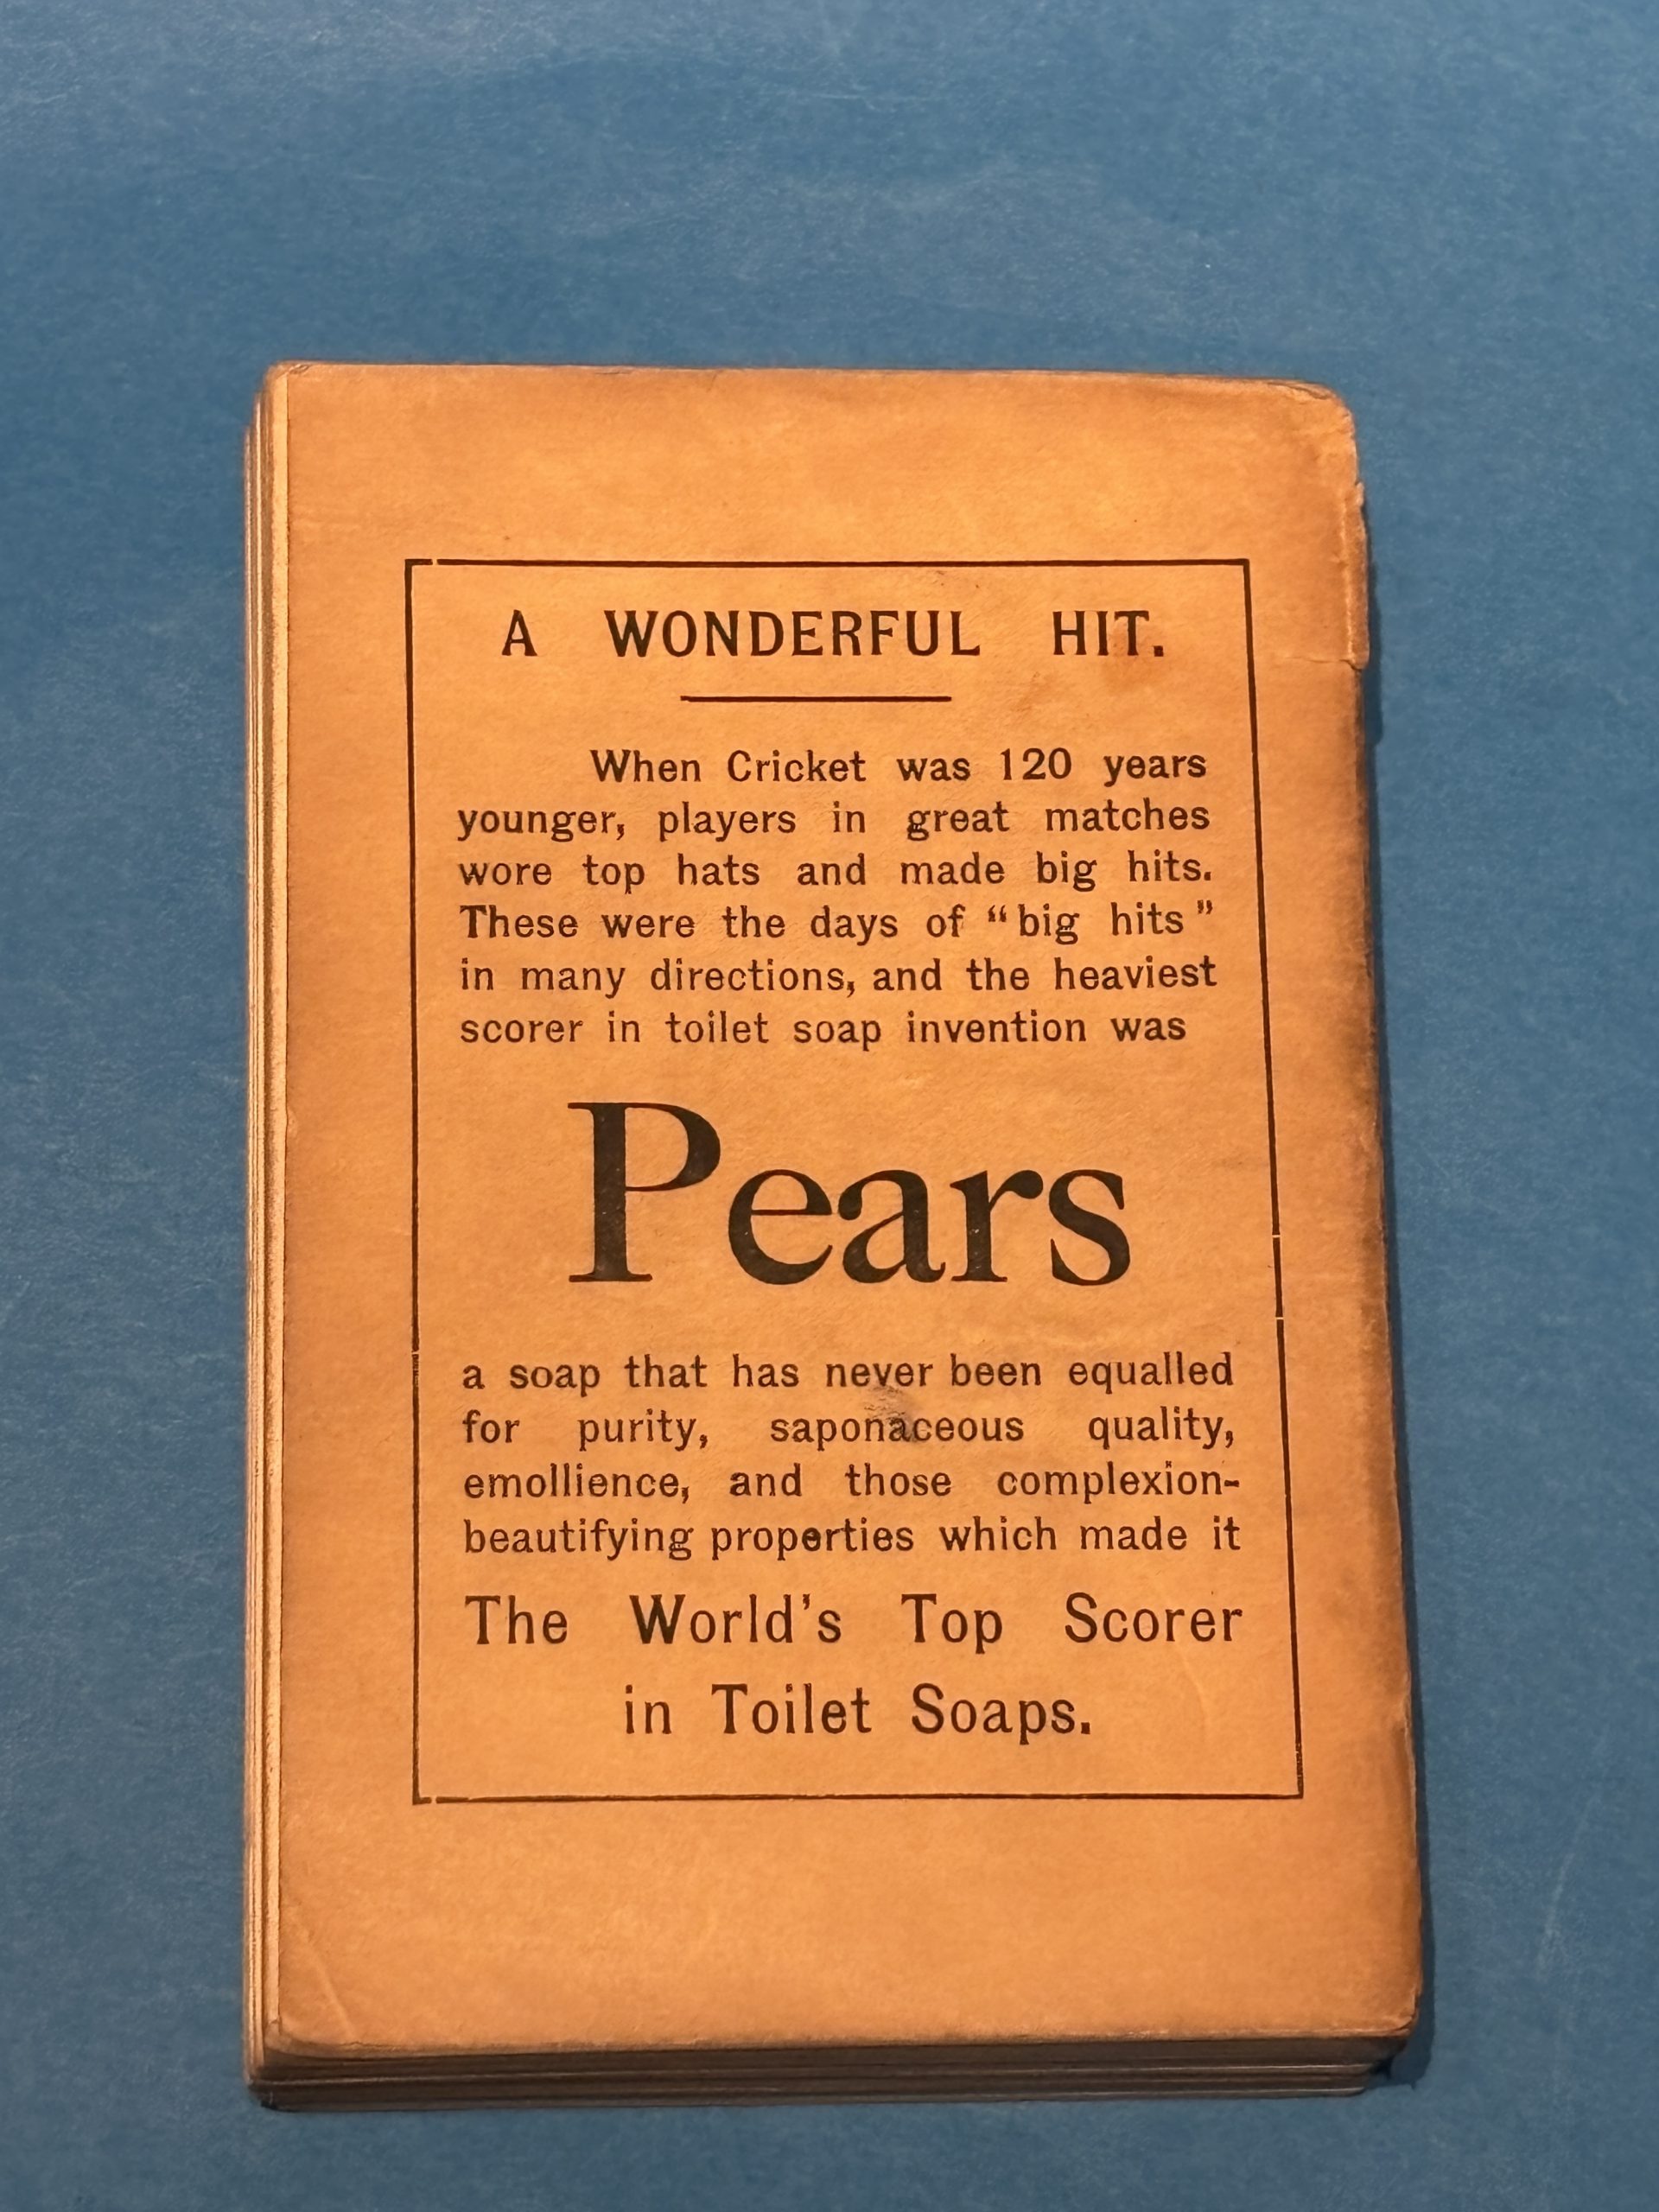 A WONDERFUL HIT.
When Cricket was 120 years
younger, players in great matches
wore top hats and made big hits.
These were the days of “big hits”
in many directions, and the heaviest
scorer in toilet soap invention was
Pears
a soap that has never been equalled
for purity, saponaceous quality,
emollience, and those complexion-
beautifying properties which made it
The World's Top Scorer
in Toilet Soaps.